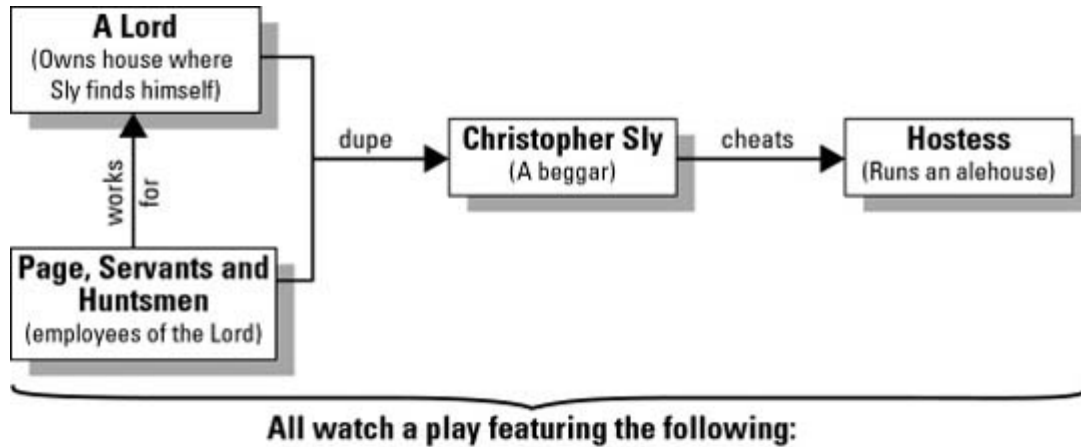 A Lord
(Owns house where
Sly finds himself)
works
for
Page, Servants and
Huntsmen
(employees of the Lord)
dupe
Christopher Sly
(A beggar)
cheats
Hostess
(Runs an alehouse)
All watch a play featuring the following: